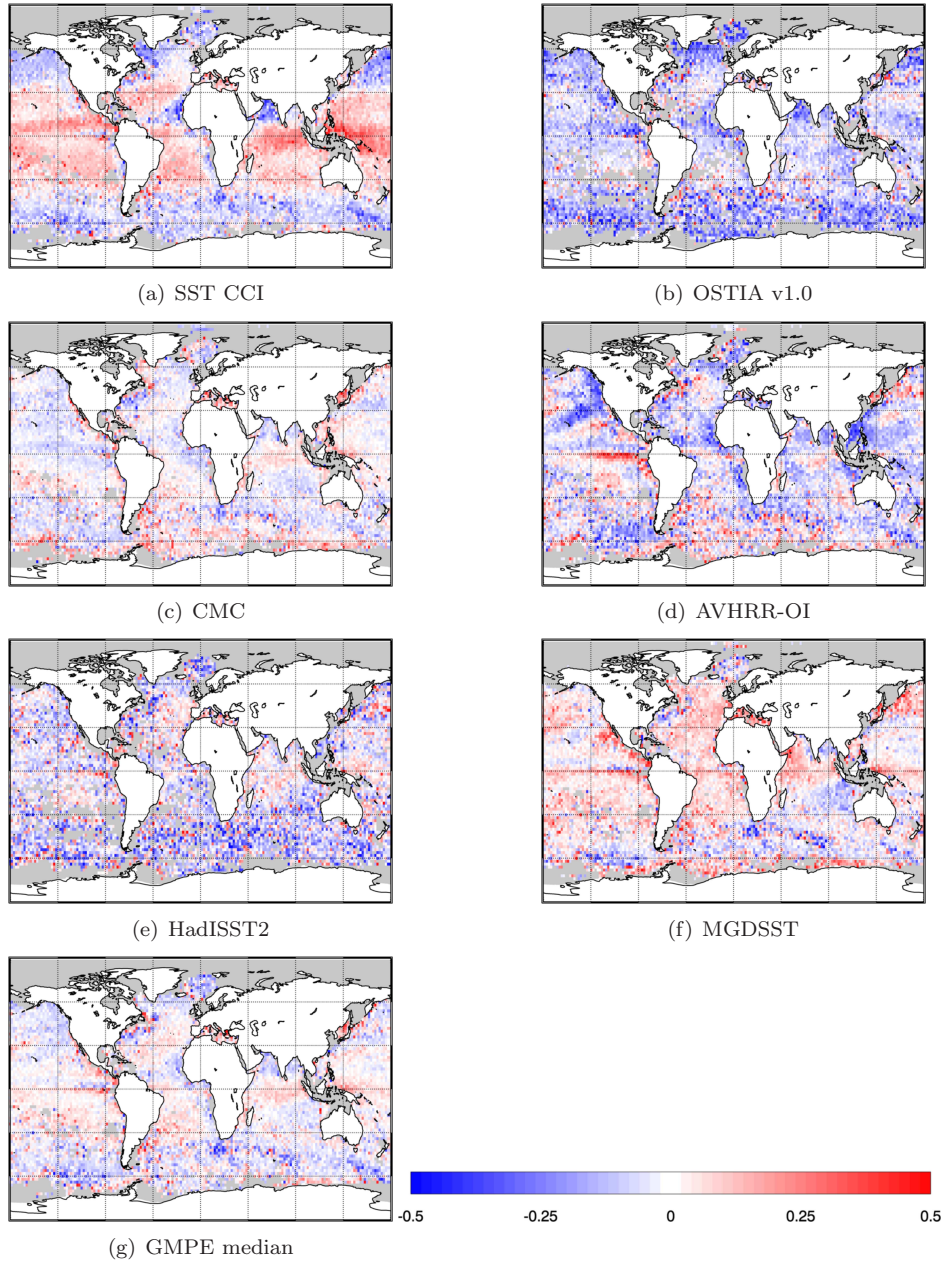 (a) SST CCI
(b) OSTIA v1.0
(c) CMC
(d) AVHRR-OI
(e) HadISST2
(f) MGDSST
-0.5 -0.25 0 0.25 0.5
(g) GMPE median